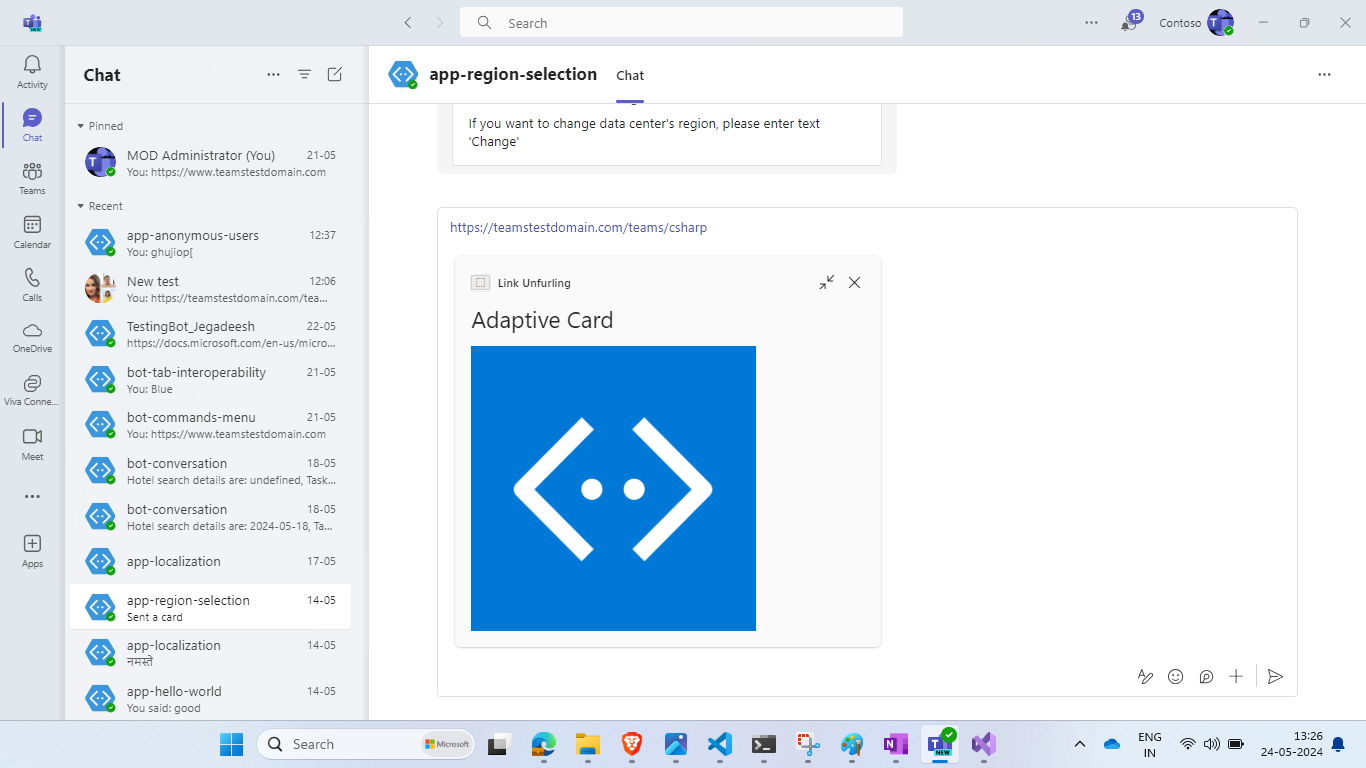 Search
13
Contoso
NEW
Activity
Chat
Teams
Calendar
Calls
OneDrive
Viva Conne...
Meet
Apps
Chat
Pinned
MOD Administrator (You) 21-05
You: https://www.teamstestdomain.com
Recent
app-anonymous-users 12:37
You: ghujiop[
New test 12:06
You: https://teamstestdomain.com/tea...
TestingBot_Jegadeesh 22-05
https://docs.microsoft.com/en-us/micro...
bot-tab-interoperability 21-05
You: Blue
bot-commands-menu 21-05
You: https://www.teamstestdomain.com
bot-conversation 18-05
Hotel search details are: undefined, Task...
bot-conversation 18-05
Hotel search details are: 2024-05-18, Ta...
app-localization 17-05
app-region-selection 14-05
Sent a card
app-localization 14-05
नमस्ते
app-hello-world 14-05
You said: good
app-region-selection Chat
If you want to change data center's region, please enter text
'Change'
https://teamstestdomain.com/teams/csharp
Link Unfurling
Adaptive Card
Search
Microsoft
NEW
ENG
IN
13:26
24-05-2024